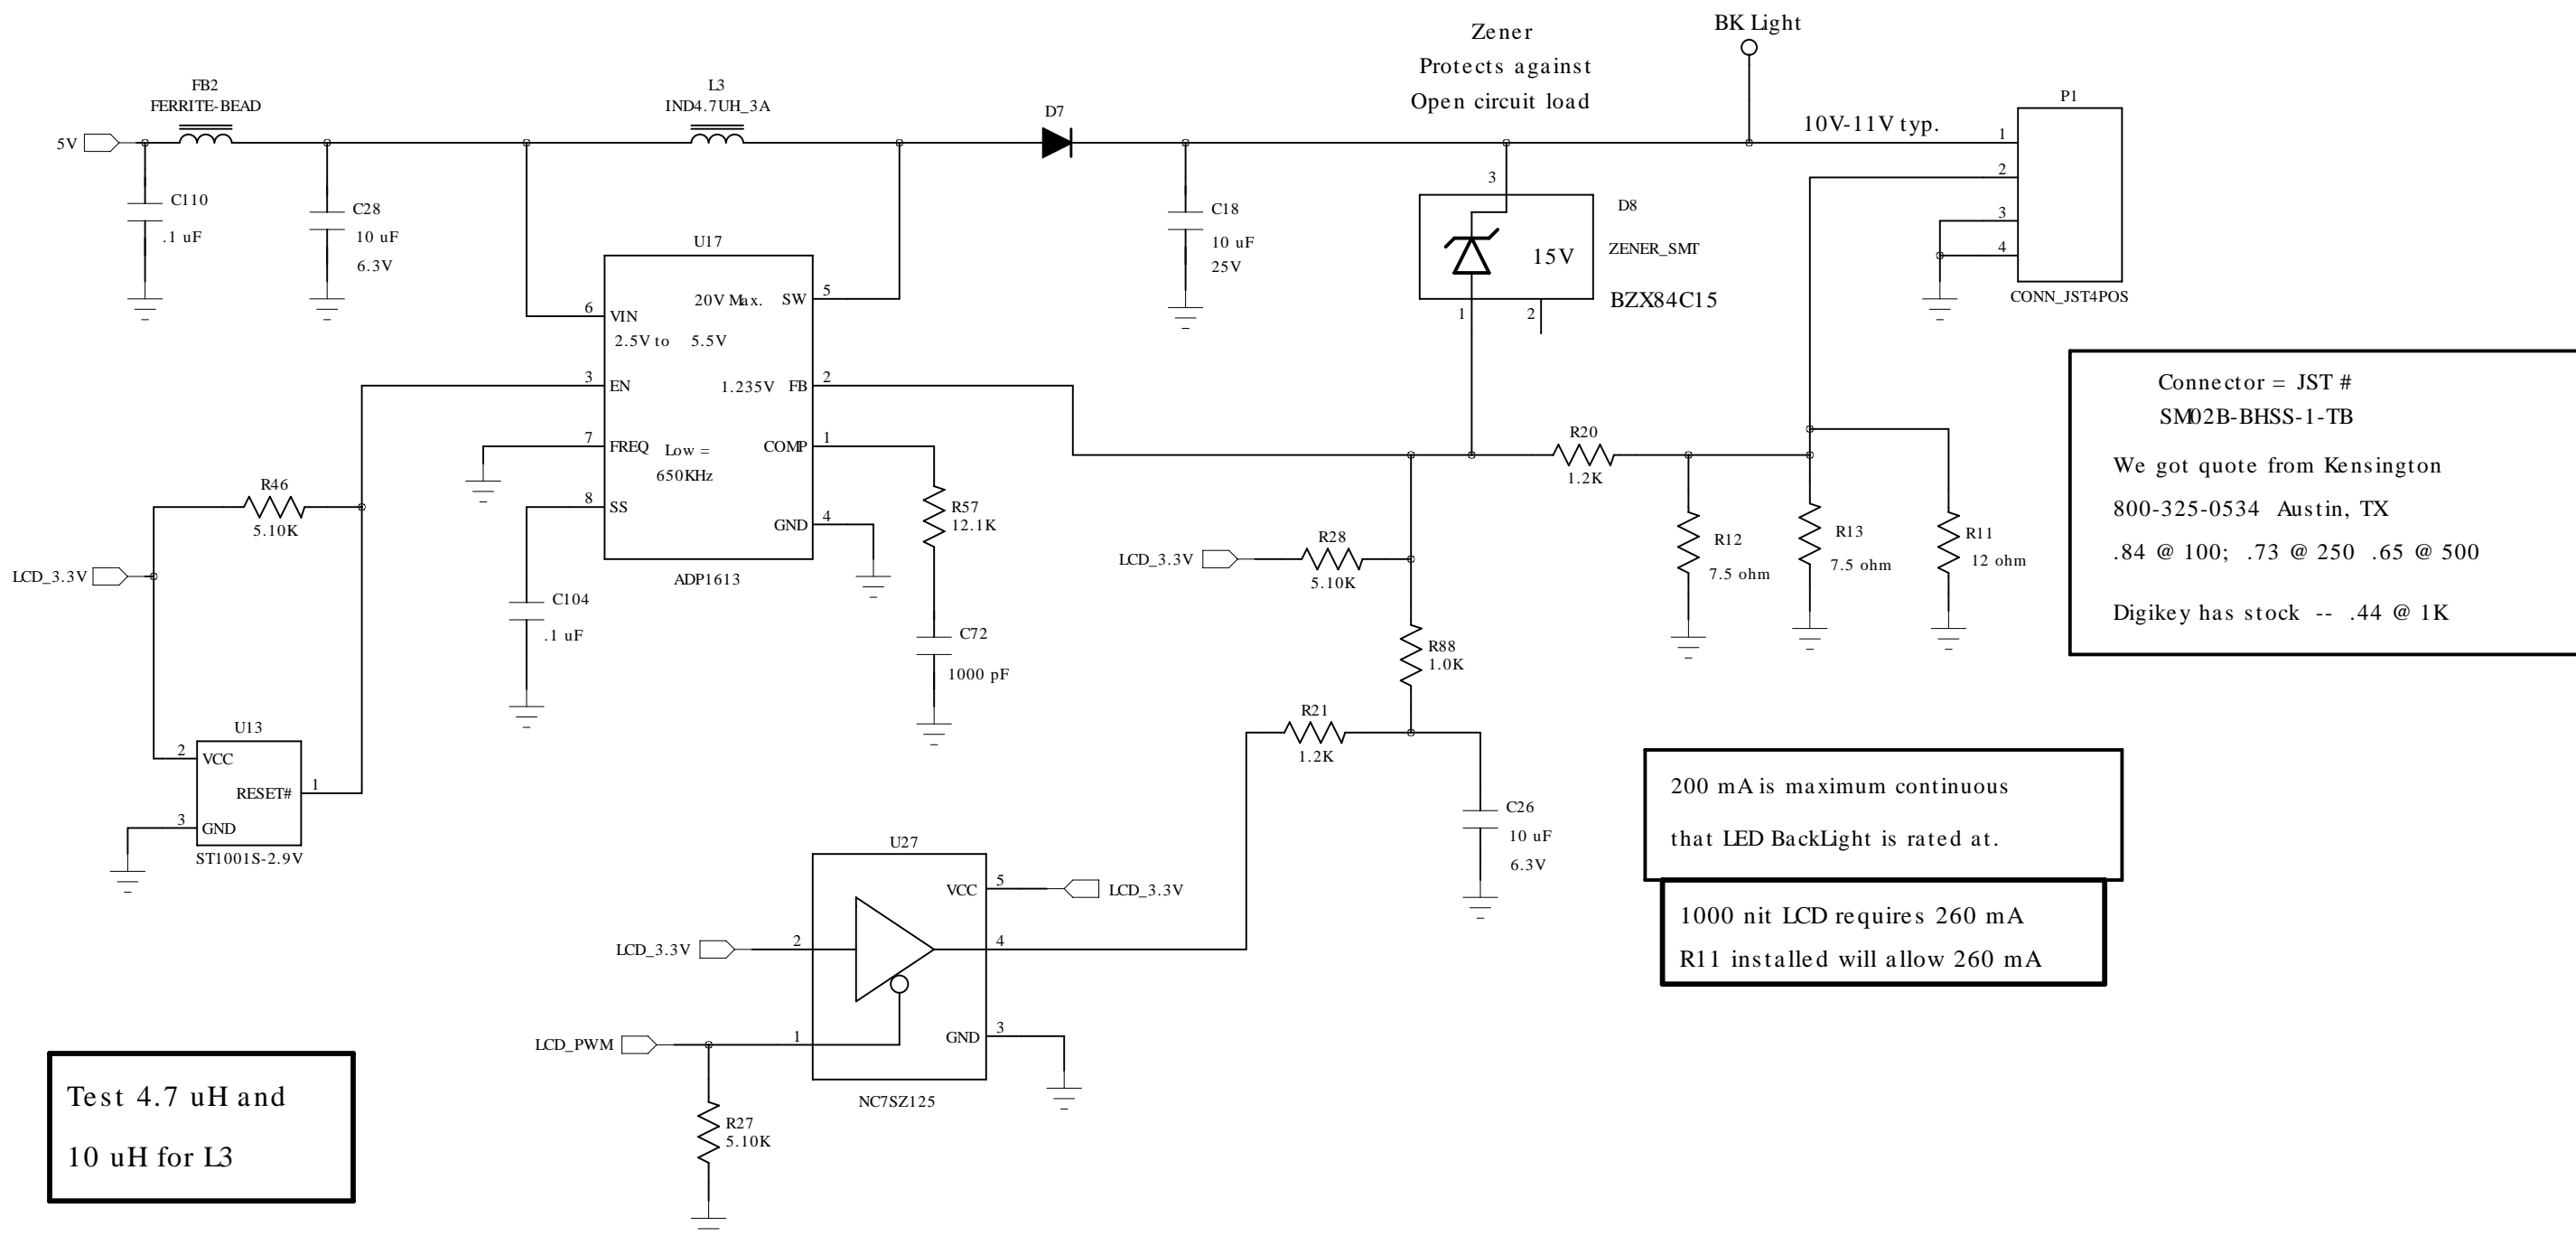 Zener
Protects against
Open circuit load
BK Light
FB2
FERRITE-BEAD
L3
IND4.7UH_3A
D7
P1
5V
10V-11V typ.
1
2
3
4
CONN_JST4POS
C110
.1 uF
C28
10 uF
6.3V
C18
10 uF
25V
3
D8
15V
ZENER_SMT
BZX84C15
1
2
U17
20V Max.
SW
5
6
VIN
2.5V to 5.5V
3
EN
1.235V
FB
2
7
FREQ
Low =
650KHz
COMP
1
8
SS
GND
4
ADP1613
R46
5.10K
LCD_3.3V
C104
.1 uF
R57
12.1K
C72
1000 pF
U13
2
VCC
RESET#
1
3
GND
ST1001S-2.9V
R20
1.2K
R12
7.5 ohm
R13
7.5 ohm
R11
12 ohm
LCD_3.3V
R28
5.10K
R88
1.0K
R21
1.2K
C26
10 uF
6.3V
Connector = JST #
SM02B-BHSS-1-TB
We got quote from Kensington
800-325-0534 Austin, TX
.84 @ 100; .73 @ 250 .65 @ 500
Digikey has stock -- .44 @ 1K
U27
VCC
5
LCD_3.3V
LCD_3.3V
2
4
LCD_PWM
1
GND
3
NC7SZ125
R27
5.10K
200 mA is maximum continuous
that LED BackLight is rated at.
1000 nit LCD requires 260 mA
R11 installed will allow 260 mA
Test 4.7 uH and
10 uH for L3